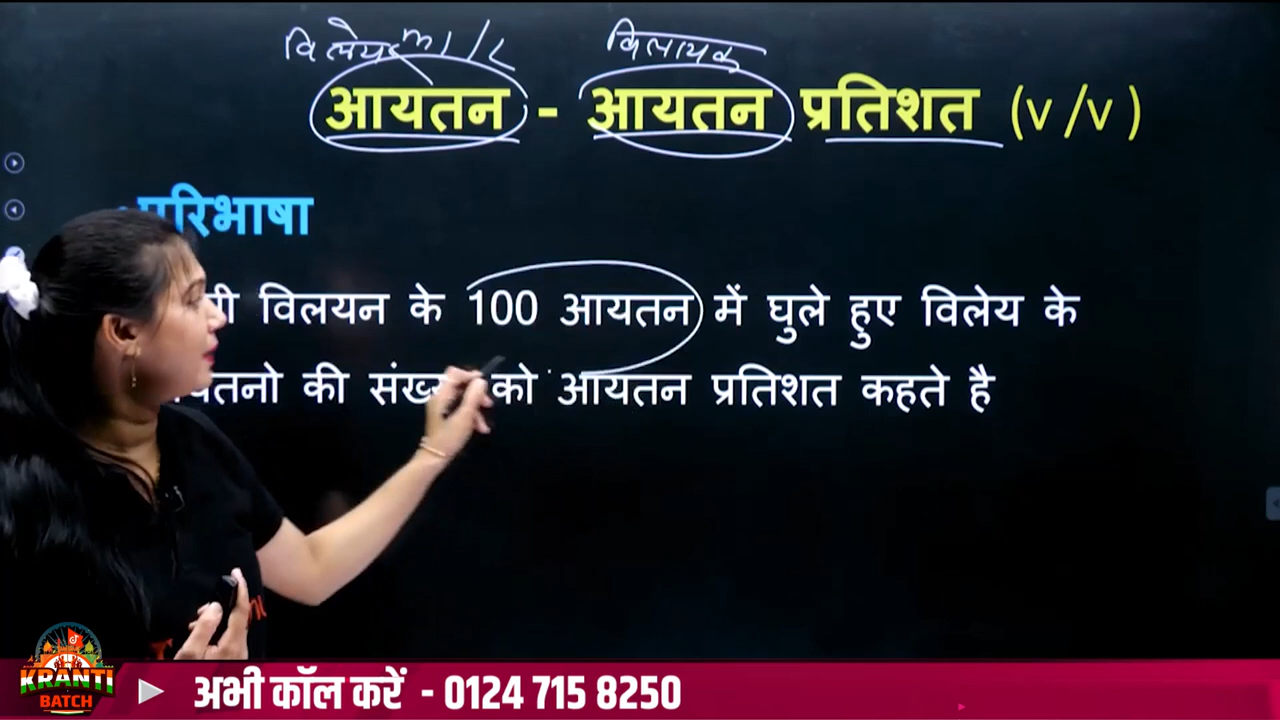 विलेय ml/L विलायक
आयतन - आयतन प्रतिशत (v/v)
परिभाषा
विलयन के 100 आयतन में घुले हुए विलेय के
की को आयतन प्रतिशत कहते है
KRANTI
BATCH
अभी कॉल करें - 0124 715 8250